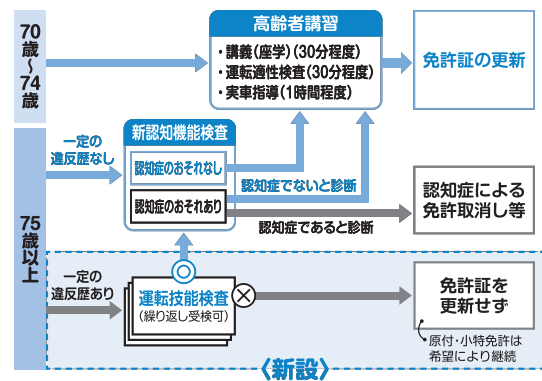 70歳～74歳
高齢者講習
・講義(座学)(30分程度)
・運転適性検査(30分程度)
・実車指導(1時間程度)
免許証の更新
75歳以上
一定の
違反歴なし
新認知機能検査
認知症のおそれなし
認知症のおそれあり
認知症でないと診断
認知症であると診断
認知症による
免許取消し等
一定の
違反歴あり
運転技能検査
(繰り返し受検可)
免許証を
更新せず
原付・小特免許は
希望により継続
〈新設〉